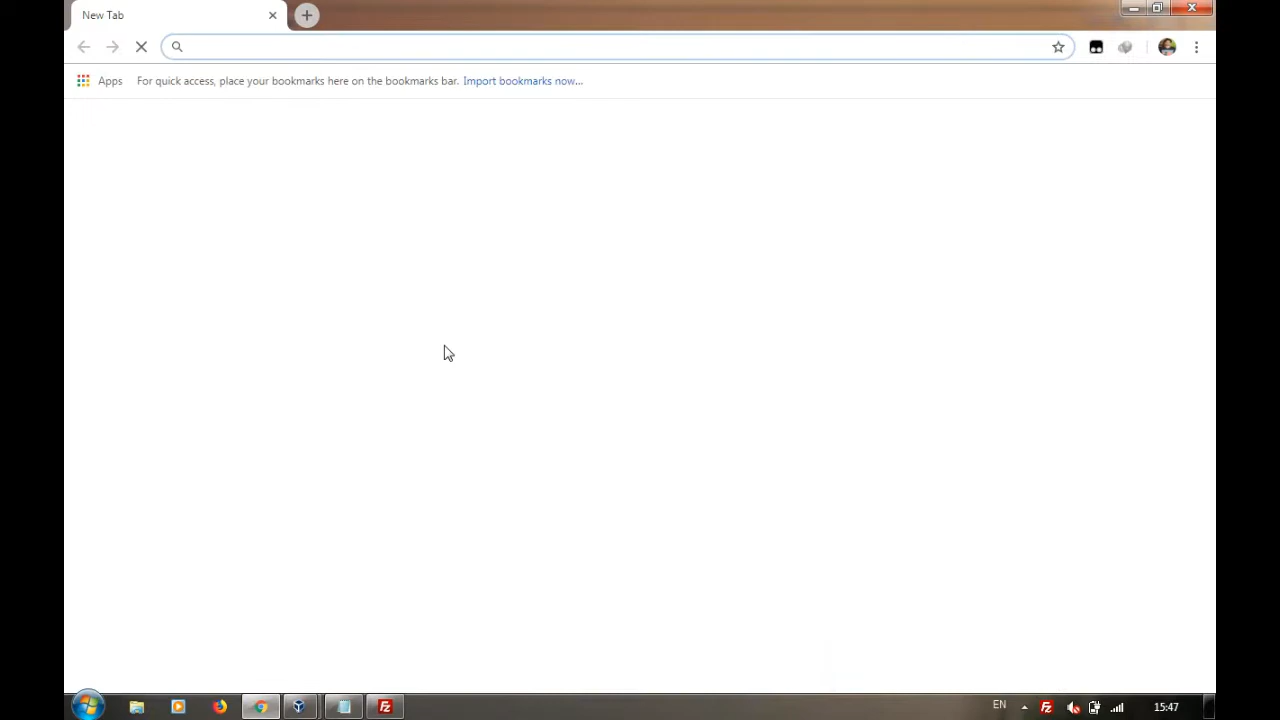 New Tab
Apps For quick access, place your bookmarks here on the bookmarks bar. Import bookmarks now...
EN 15:47